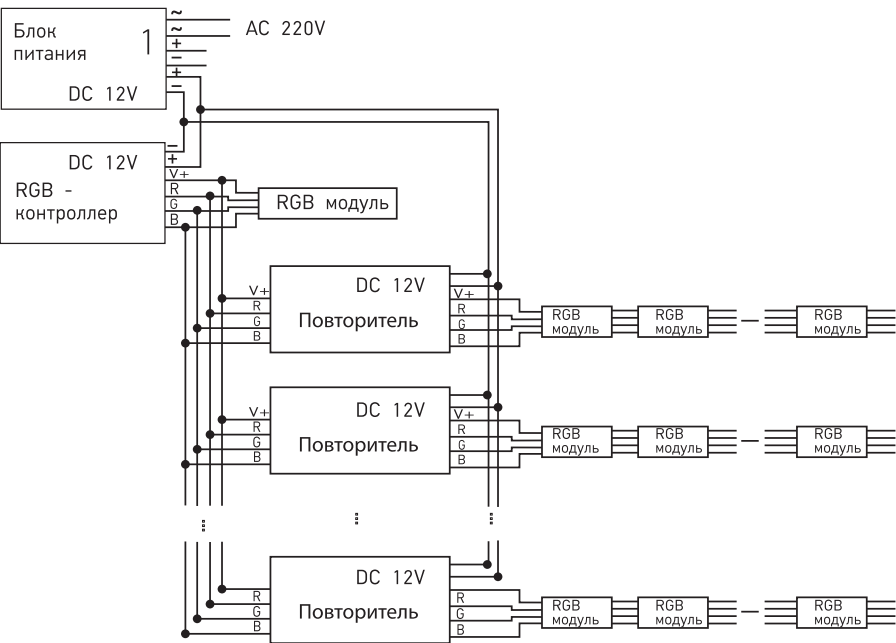 Блок
питания
1
DC 12V
~
~
+
−
+
−
AC 220V
−
+
DC 12V
RGB -
контроллер
V+
R
G
B
RGB модуль
V+
R
G
B
DC 12V
Повторитель
V+
R
G
B
RGB
модуль
RGB
модуль
RGB
модуль
V+
R
G
B
DC 12V
Повторитель
V+
R
G
B
RGB
модуль
RGB
модуль
RGB
модуль
R
G
B
DC 12V
Повторитель
R
G
B
RGB
модуль
RGB
модуль
RGB
модуль